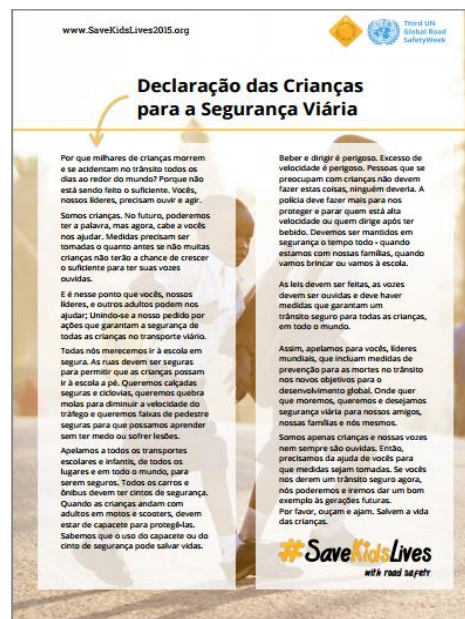 www.SaveKidsLives2015.org
Third UN
Global Road
SafetyWeek
Declaração das Crianças
para a Segurança Viária
Por que milhares de crianças morrem
e se acidentam no trânsito todos os
dias ao redor do mundo? Porque não
está sendo feito o suficiente. Vocês,
nossos líderes, precisam ouvir e agir.
Somos crianças. No futuro, poderemos
ter a palavra, mas agora, cabe a vocês
nos ajudar. Medidas precisam ser
tomadas o quanto antes se não muitas
crianças não terão a chance de crescer
o suficiente para ter suas vozes
ouvidas.
E é nesse ponto que vocês, nossos
líderes, e outros adultos podem nos
ajudar; Unindo-se a nosso pedido por
ações que garantam a segurança de
todas as crianças no transporte viário.
Todas nós merecemos ir à escola em
segura. As ruas devem ser seguras
para permitir que as crianças possam
ir à escola a pé. Queremos calçadas
seguras e ciclovias, queremos quebra
molas para diminuir a velocidade do
tráfego e queremos faixas de pedestre
seguras para que possamos aprender
sem ter medo ou sofrer lesões.
Apelamos a todos os transportes
escolares e infantis, de todos os
lugares e em todo o mundo, para
serem seguros. Todos os carros e
ônibus devem ter cintos de segurança.
Quando as crianças andam com
adultos em motos e scooters, devem
estar de capacete para protegê-las.
Sabemos que o uso do capacete ou do
cinto de segurança pode salvar vidas.
Beber e dirigir é perigoso. Excesso de
velocidade é perigoso. Pessoas que se
preocupam com crianças não devem
fazer estas coisas, ninguém deveria. A
polícia deve fazer mais para nos
proteger e parar quem está alta
velocidade ou quem dirige após ter
bebido. Devemos ser mantidos em
segurança o tempo todo - quando
estamos com nossas famílias, quando
vamos brincar ou vamos à escola.
As leis devem ser feitas, as vozes
devem ser ouvidas e deve haver
medidas que garantam um
trânsito seguro para todas as crianças,
em todo o mundo.
Assim, apelamos para vocês, líderes
mundiais, que incluam medidas de
prevenção para as mortes no trânsito
nos novos objetivos para o
desenvolvimento global. Onde quer
que moremos, queremos e desejamos
segurança viária para nossos amigos,
nossas famílias e nós mesmos.
Somos apenas crianças e nossas vozes
nem sempre são ouvidas. Então,
precisamos da ajuda de vocês para
que medidas sejam tomadas. Se vocês
nos derem um trânsito seguro agora,
nós poderemos e iremos dar um bom
exemplo às gerações futuras.
Por favor, ouçam e ajam. Salvem a vida
das crianças.
#SaveKidsLives
with road safety